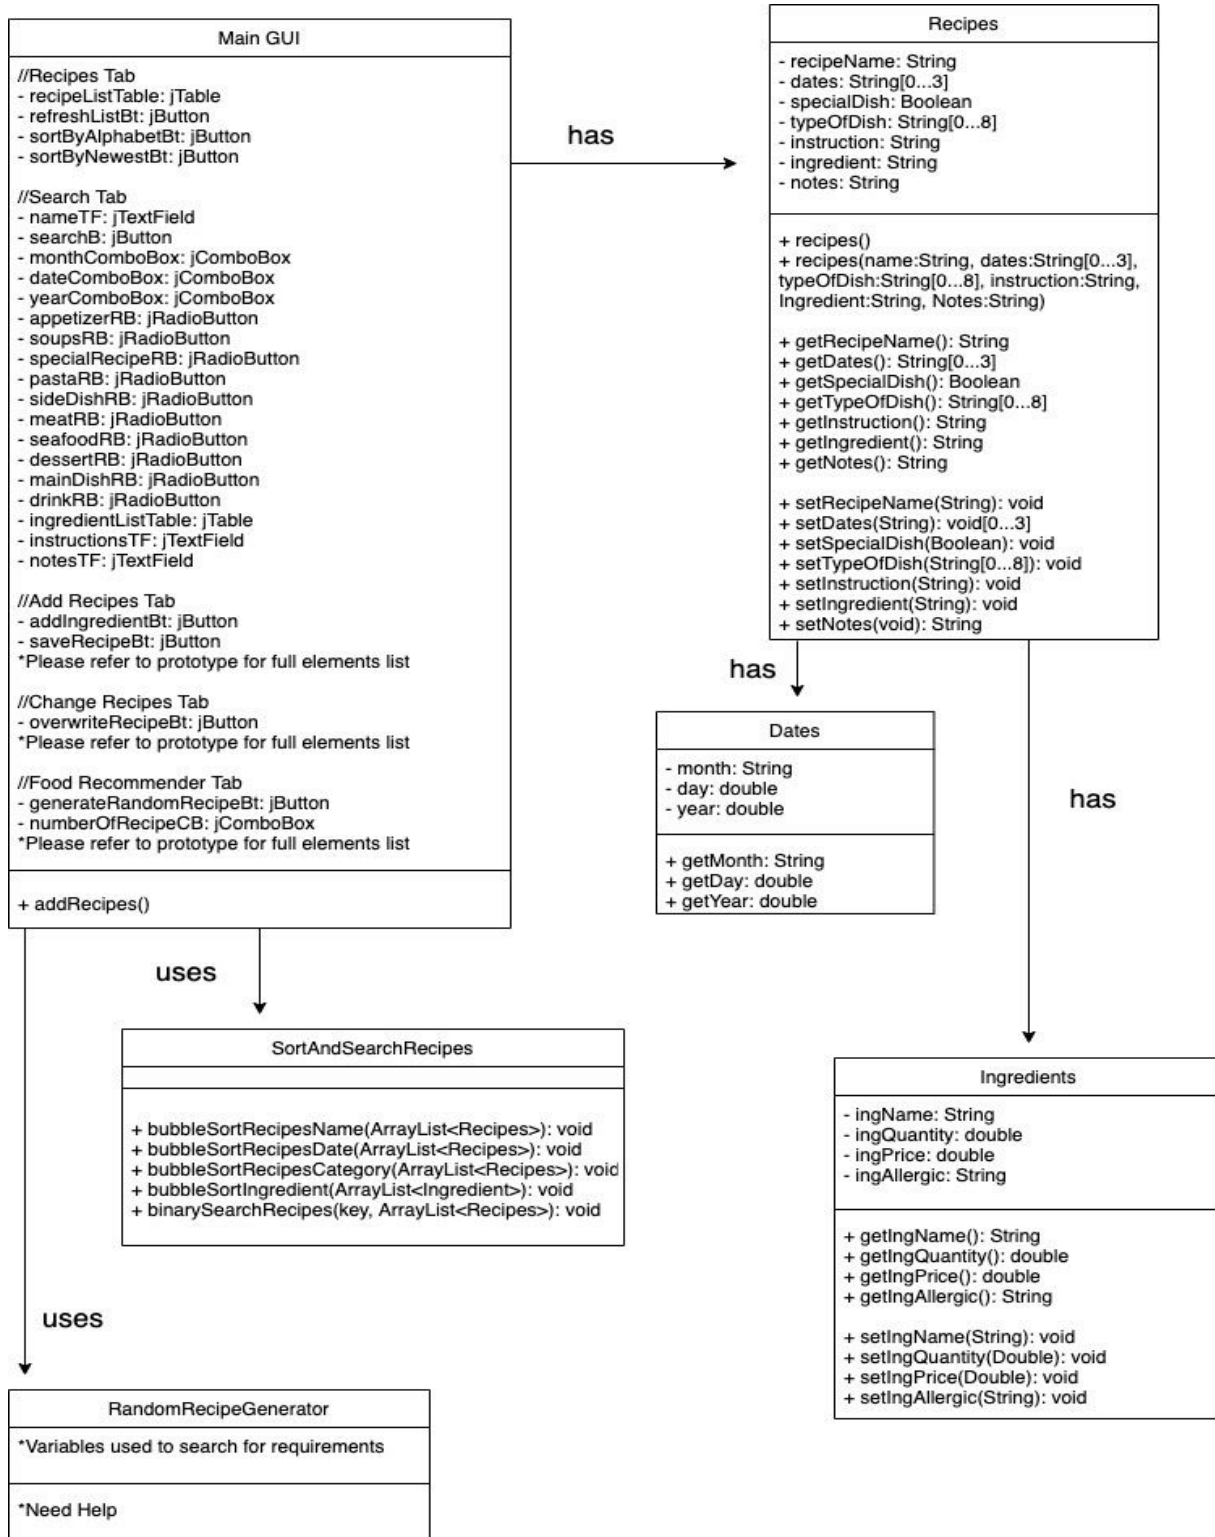 Main GUI
//Recipes Tab
- recipeListTable: jTable
- refreshListBt: jButton
- sortByAlphabetBt: jButton
- sortByNewestBt: jButton
//Search Tab
- nameTF: jTextField
- searchB: jButton
- monthComboBox: jComboBox
- dateComboBox: jComboBox
- yearComboBox: jComboBox
- appetizerRB: jRadioButton
- soupsRB: jRadioButton
- specialRecipeRB: jRadioButton
- pastaRB: jRadioButton
- sideDishRB: jRadioButton
- meatRB: jRadioButton
- seafoodRB: jRadioButton
- dessertRB: jRadioButton
- mainDishRB: jRadioButton
- drinkRB: jRadioButton
- ingredientListTable: jTable
- instructionsTF: jTextField
- notesTF: jTextField
//Add Recipes Tab
- addIngredientBt: jButton
- saveRecipeBt: jButton
*Please refer to prototype for full elements list
//Change Recipes Tab
- overwriteRecipeBt: jButton
*Please refer to prototype for full elements list
//Food Recommender Tab
- generateRandomRecipeBt: jButton
- numberOfRecipeCB: jComboBox
*Please refer to prototype for full elements list
+ addRecipes()
has
Recipes
- recipeName: String
- dates: String[0...3]
- specialDish: Boolean
- typeOfDish: String[0...8]
- instruction: String
- ingredient: String
- notes: String
+ recipes()
+ recipes(name:String, dates:String[0...3],
typeOfDish:String[0...8], instruction:String,
Ingredient:String, Notes:String)
+ getRecipeName(): String
+ getDates(): String[0...3]
+ getSpecialDish(): Boolean
+ getTypeOfDish(): String[0...8]
+ getInstruction(): String
+ getIngredient(): String
+ getNotes(): String
+ setRecipeName(String): void
+ setDates(String): void[0...3]
+ setSpecialDish(Boolean): void
+ setTypeOfDish(String[0...8]): void
+ setInstruction(String): void
+ setIngredient(String): void
+ setNotes(void): String
has
Dates
- month: String
- day: double
- year: double
+ getMonth: String
+ getDay: double
+ getYear: double
has
Ingredients
- ingName: String
- ingQuantity: double
- ingPrice: double
- ingAllergic: String
+ getIngName(): String
+ getIngQuantity(): double
+ getIngPrice(): double
+ getIngAllergic(): String
+ setIngName(String): void
+ setIngQuantity(Double): void
+ setIngPrice(Double): void
+ setIngAllergic(String): void
uses
SortAndSearchRecipes
+ bubbleSortRecipesName(ArrayList<Recipes>): void
+ bubbleSortRecipesDate(ArrayList<Recipes>): void
+ bubbleSortRecipesCategory(ArrayList<Recipes>): void
+ bubbleSortIngredient(ArrayList<Ingredient>): void
+ binarySearchRecipes(key, ArrayList<Recipes>): void
uses
RandomRecipeGenerator
*Variables used to search for requirements
*Need Help